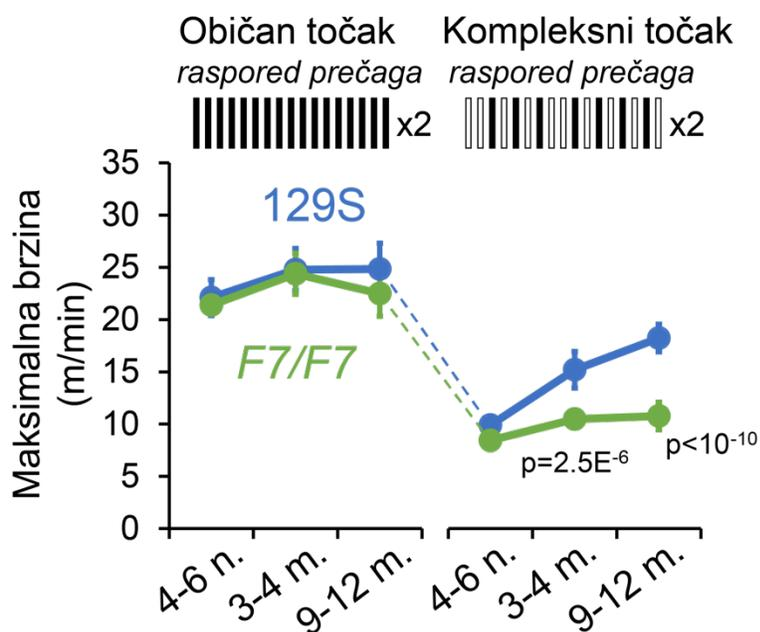 Običan točak
raspored prečaga
x2
Kompleksni točak
raspored prečaga
x2
Maksimalna brzina
(m/min)
35
30
25
20
15
10
5
0
129S
F7/F7
p=2.5E-6
p<10-10
4-6 n.
3-4 m.
9-12 m.
4-6 n.
3-4 m.
9-12 m.